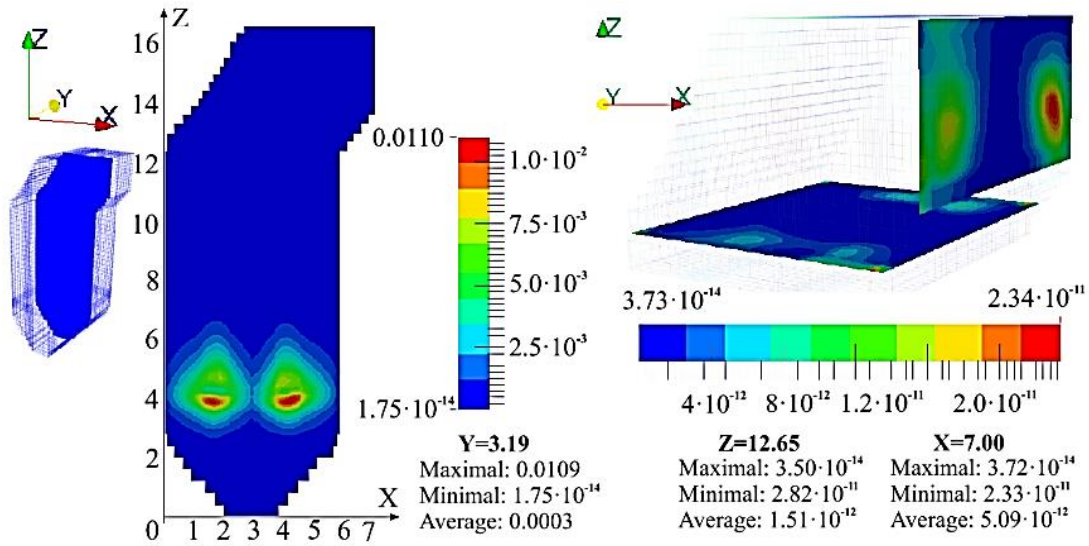 Z
16
14
12
10
8
6
4
2
0
1 2 3 4 5 6 7
X
Z
Y
X
0.0110
1.0·10⁻²
7.5·10⁻³
5.0·10⁻³
2.5·10⁻³
1.75·10⁻¹⁴
Y=3.19
Maximal: 0.0109
Minimal: 1.75·10⁻¹⁴
Average: 0.0003
Z
Y
X
3.73·10⁻¹⁴ 2.34·10⁻¹¹
4·10⁻¹² 8·10⁻¹² 1.2·10⁻¹¹ 2.0·10⁻¹¹
Z=12.65
Maximal: 3.50·10⁻¹⁴
Minimal: 2.82·10⁻¹¹
Average: 1.51·10⁻¹²
X=7.00
Maximal: 3.72·10⁻¹⁴
Minimal: 2.33·10⁻¹¹
Average: 5.09·10⁻¹²